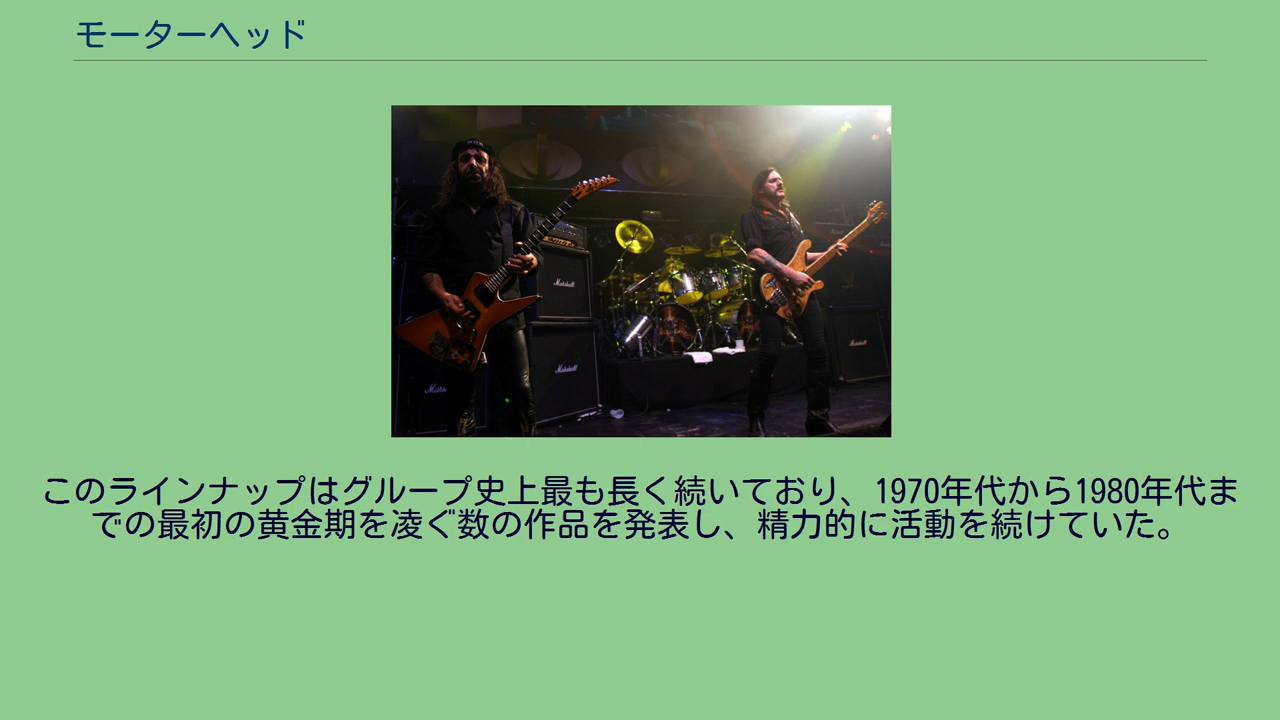 モーターヘッド
Marshall
Marshall
Marshall
このラインナップはグループ史上最も長く続いており、1970年代から1980年代ま
での最初の黄金期を凌ぐ数の作品を発表し、精力的に活動を続けていた。